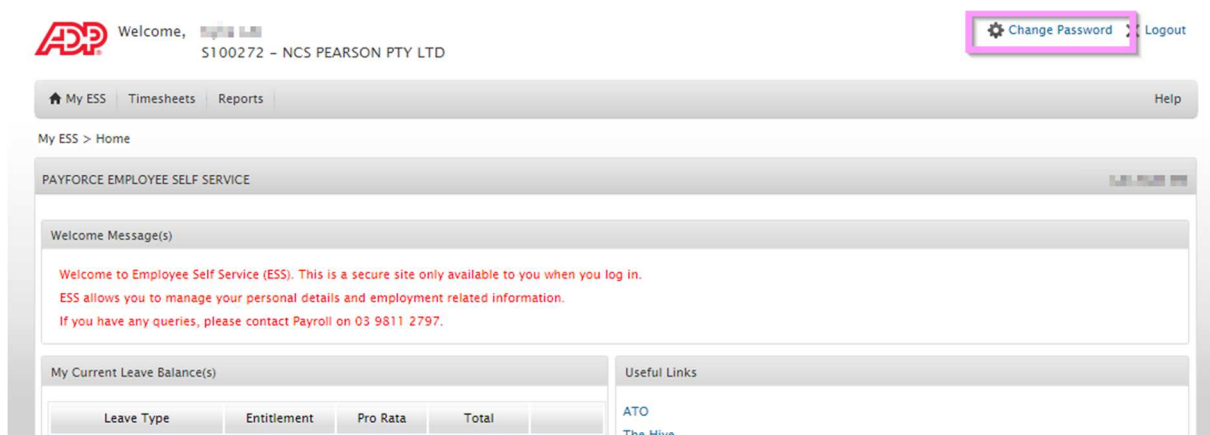 ADP
Welcome,
S100272 – NCS PEARSON PTY LTD
Change Password Logout
My ESS Timesheets Reports Help
My ESS > Home
PAYFORCE EMPLOYEE SELF SERVICE
Welcome Message(s)
Welcome to Employee Self Service (ESS). This is a secure site only available to you when you log in.
ESS allows you to manage your personal details and employment related information.
If you have any queries, please contact Payroll on 03 9811 2797.
My Current Leave Balance(s)
Leave Type Entitlement Pro Rata Total
Useful Links
ATO
The Hive